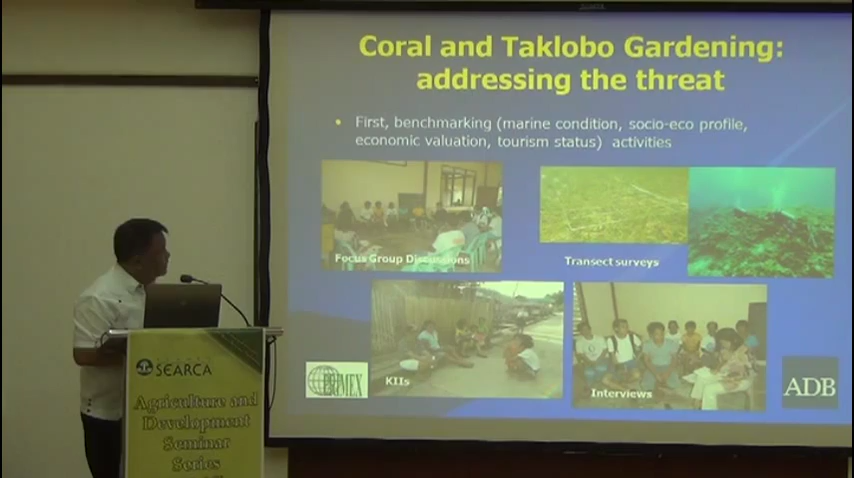 Coral and Taklobo Gardening:
addressing the threat
• First, benchmarking (marine condition, socio-eco profile,
economic valuation, tourism status) activities
Focus Group Discussions
Transect surveys
KIIs
Interviews
PRIMEX
ADB
SEARCA
Agriculture and
Development
Seminar
Series